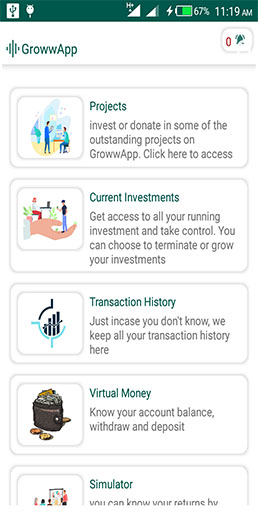 H+ 67% 11:19 AM
GrowwApp
0
Projects
invest or donate in some of the
outstanding projects on
GrowwApp. Click here to access
Current Investments
Get access to all your running
investment and take control. You
can choose to terminate or grow
your investments
Transaction History
Just incase you don't know, we
keep all your transaction history
here
Virtual Money
Know your account balance,
withdraw and deposit
Simulator
you can know your returns by